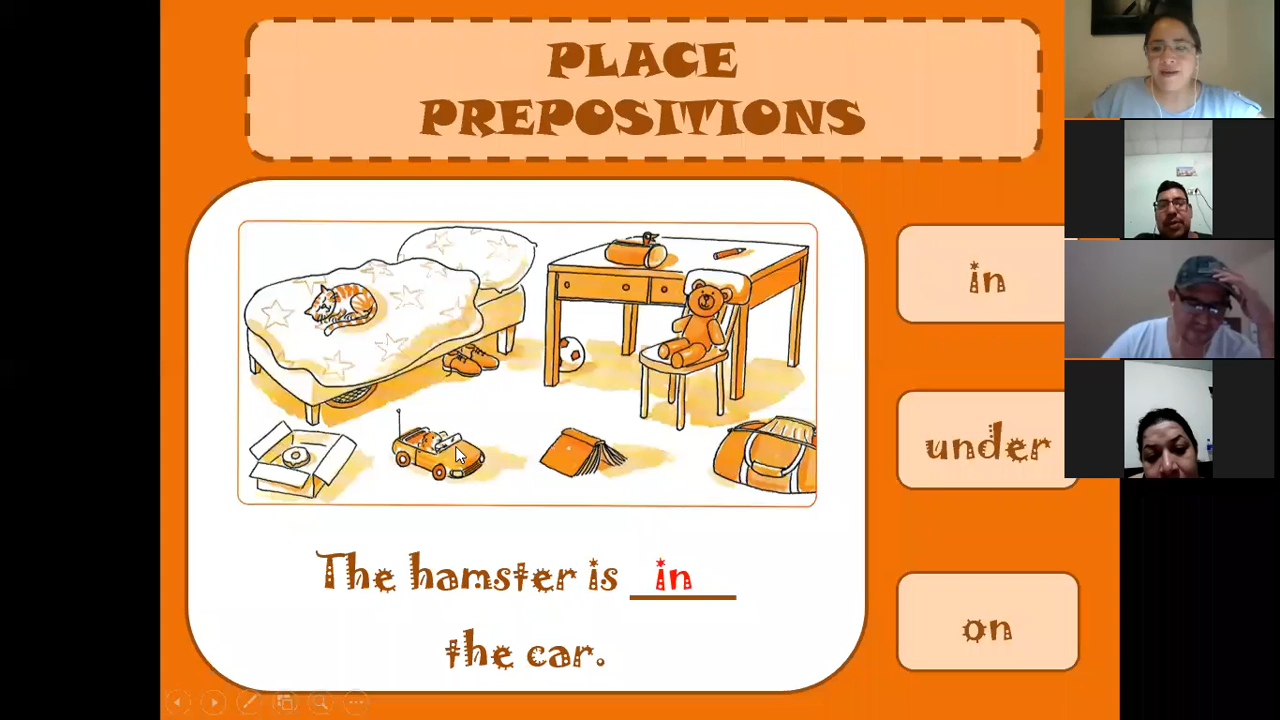 PLACE
PREPOSITIONS
in
under
on
The hamster is in
the car.